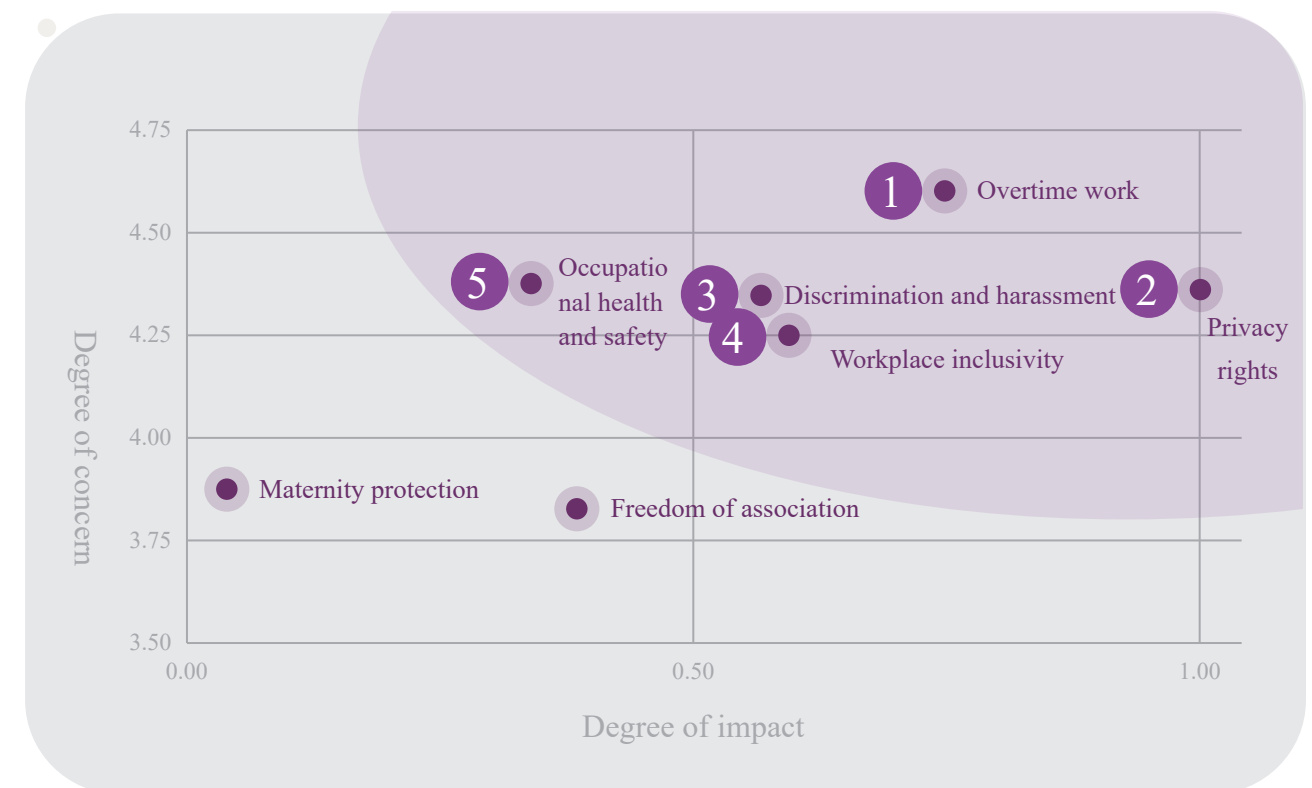 4.75
1
Overtime work
4.50
5
Occupatio
nal health
and safety
3
Discrimination and harassment
2
Privacy
rights
4.25
4
Workplace inclusivity
4.00
Maternity protection
Freedom of association
3.75
3.50
0.00
0.50
1.00
Degree of concern
Degree of impact